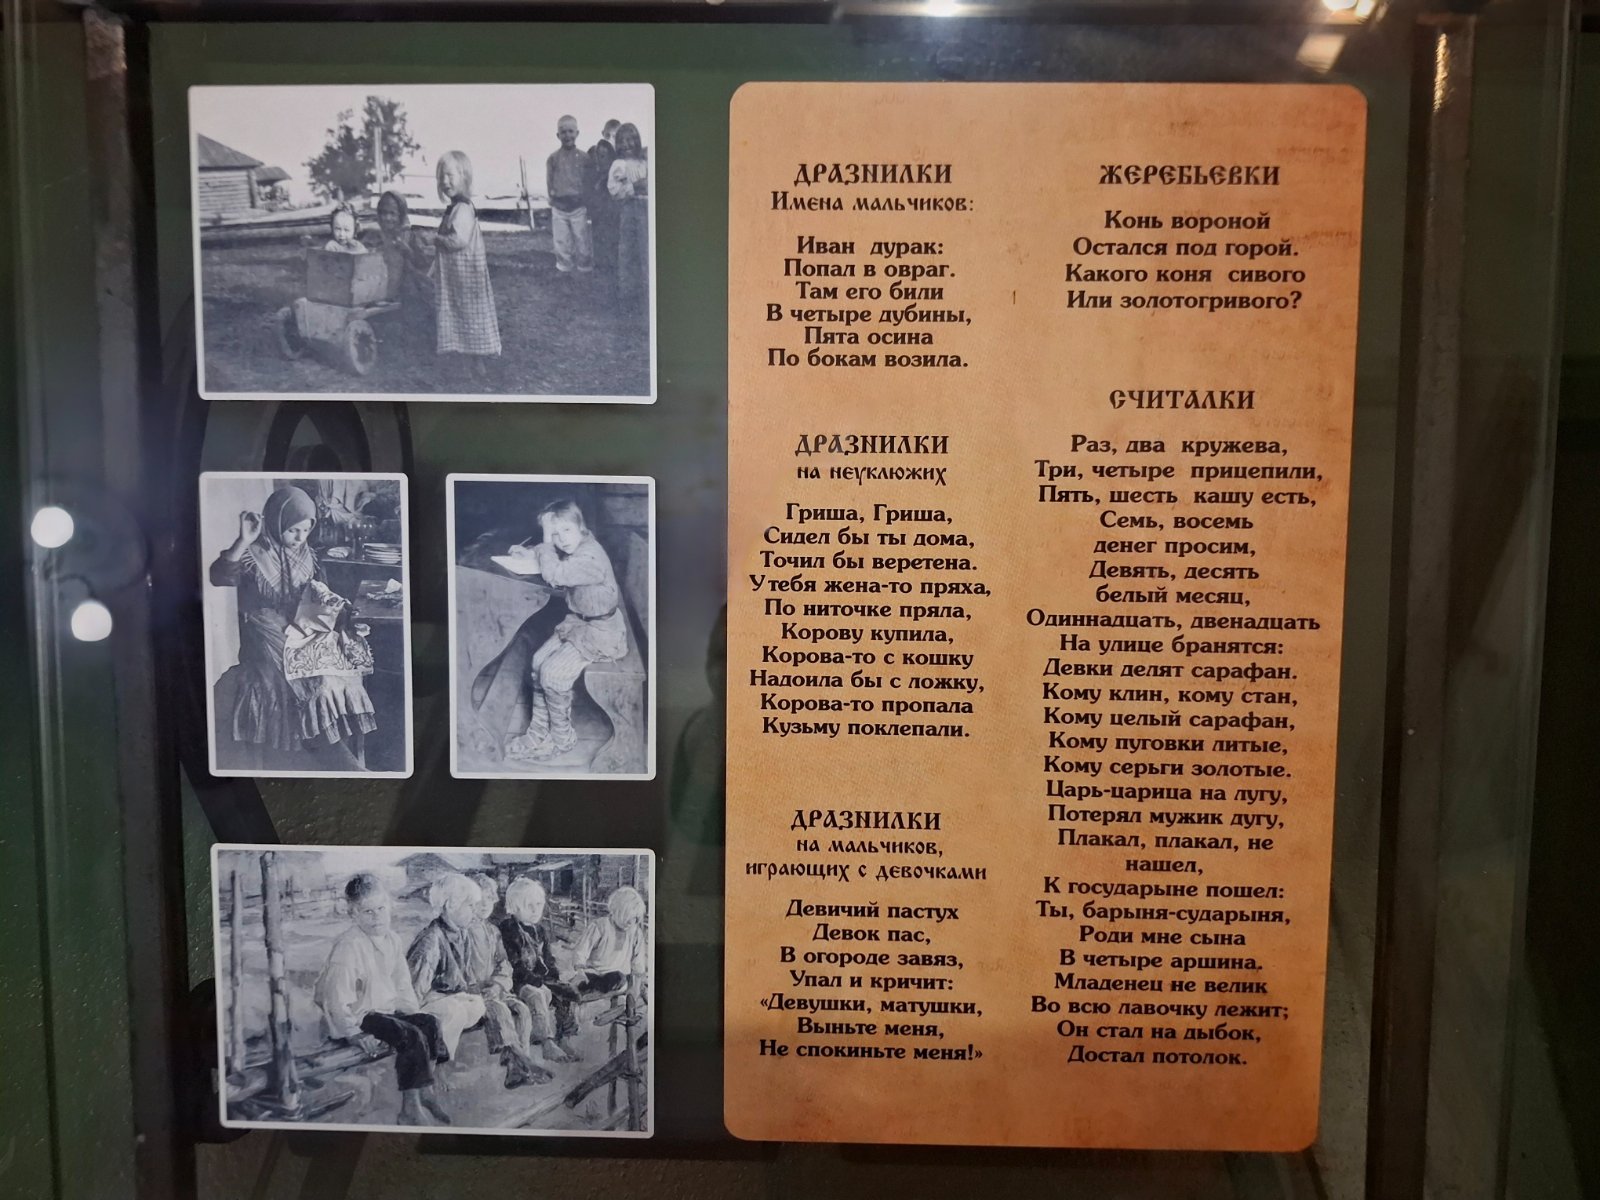 ДРАЗНИЛКИ
Имена мальчиков:
Иван дурак:
Попал в овраг.
Там его били
В четыре дубины,
Пята осина
По бокам возила.
ДРАЗНИЛКИ
на неуклюжих
Гриша, Гриша,
Сидел бы ты дома,
Точил бы веретена.
У тебя жена-то пряха,
По ниточке пряла,
Корову купила,
Корова-то с кошку
Надоила бы с ложку,
Корова-то пропала
Кузьму поклепали.
ДРАЗНИЛКИ
на мальчиков,
играющих с девочками
Девичий пастух
Девок пас,
В огороде завяз,
Упал и кричит:
«Девушки, матушки,
Выньте меня,
Не спокиньте меня!»
ЖЕРЕБЬЕВКИ
Конь вороной
Остался под горой.
Какого коня сивого
Или золотогривого?
СЧИТАЛКИ
Раз, два кружева,
Три, четыре прицепили,
Пять, шесть кашу есть,
Семь, восемь
денег просим,
Девять, десять
белый месяц,
Одиннадцать, двенадцать
На улице бранятся:
Девки делят сарафан.
Кому клин, кому стан,
Кому целый сарафан,
Кому пуговки литые,
Кому серьги золотые.
Царь-царица на лугу,
Потерял мужик дугу,
Плакал, плакал, не
нашел,
К государыне пошел:
Ты, барыня-сударыня,
Роди мне сына
В четыре аршина.
Младенец не велик
Во всю лавочку лежит;
Он стал на дыбок,
Достал потолок.